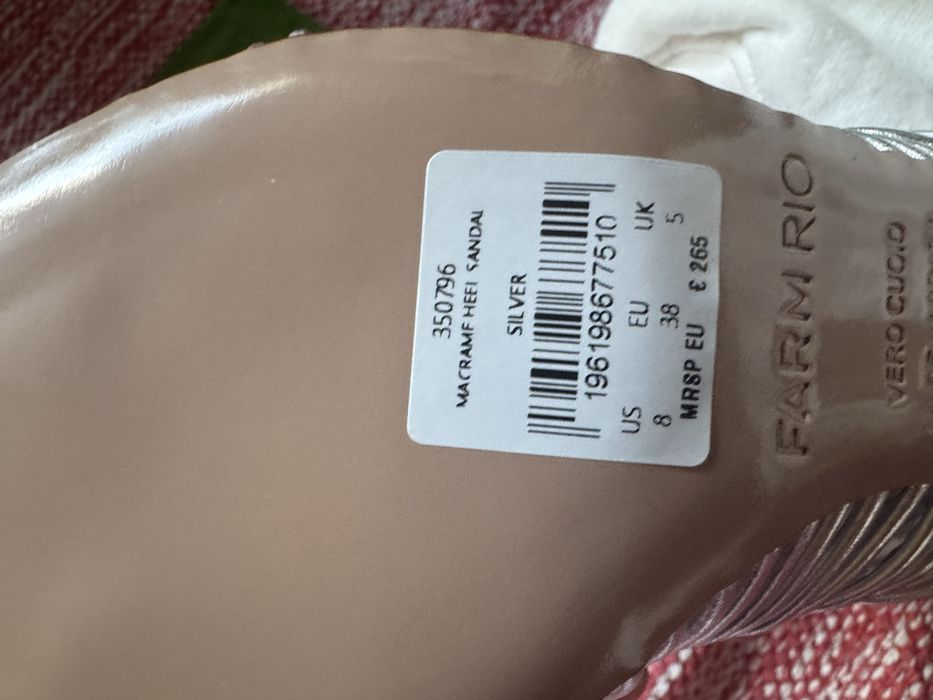 350796
MACRAME HEEL SANDAL
SILVER
196198677510
US EU UK
8 38 5
MRSP EU € 265
FARM RIO
VERO CUOIO